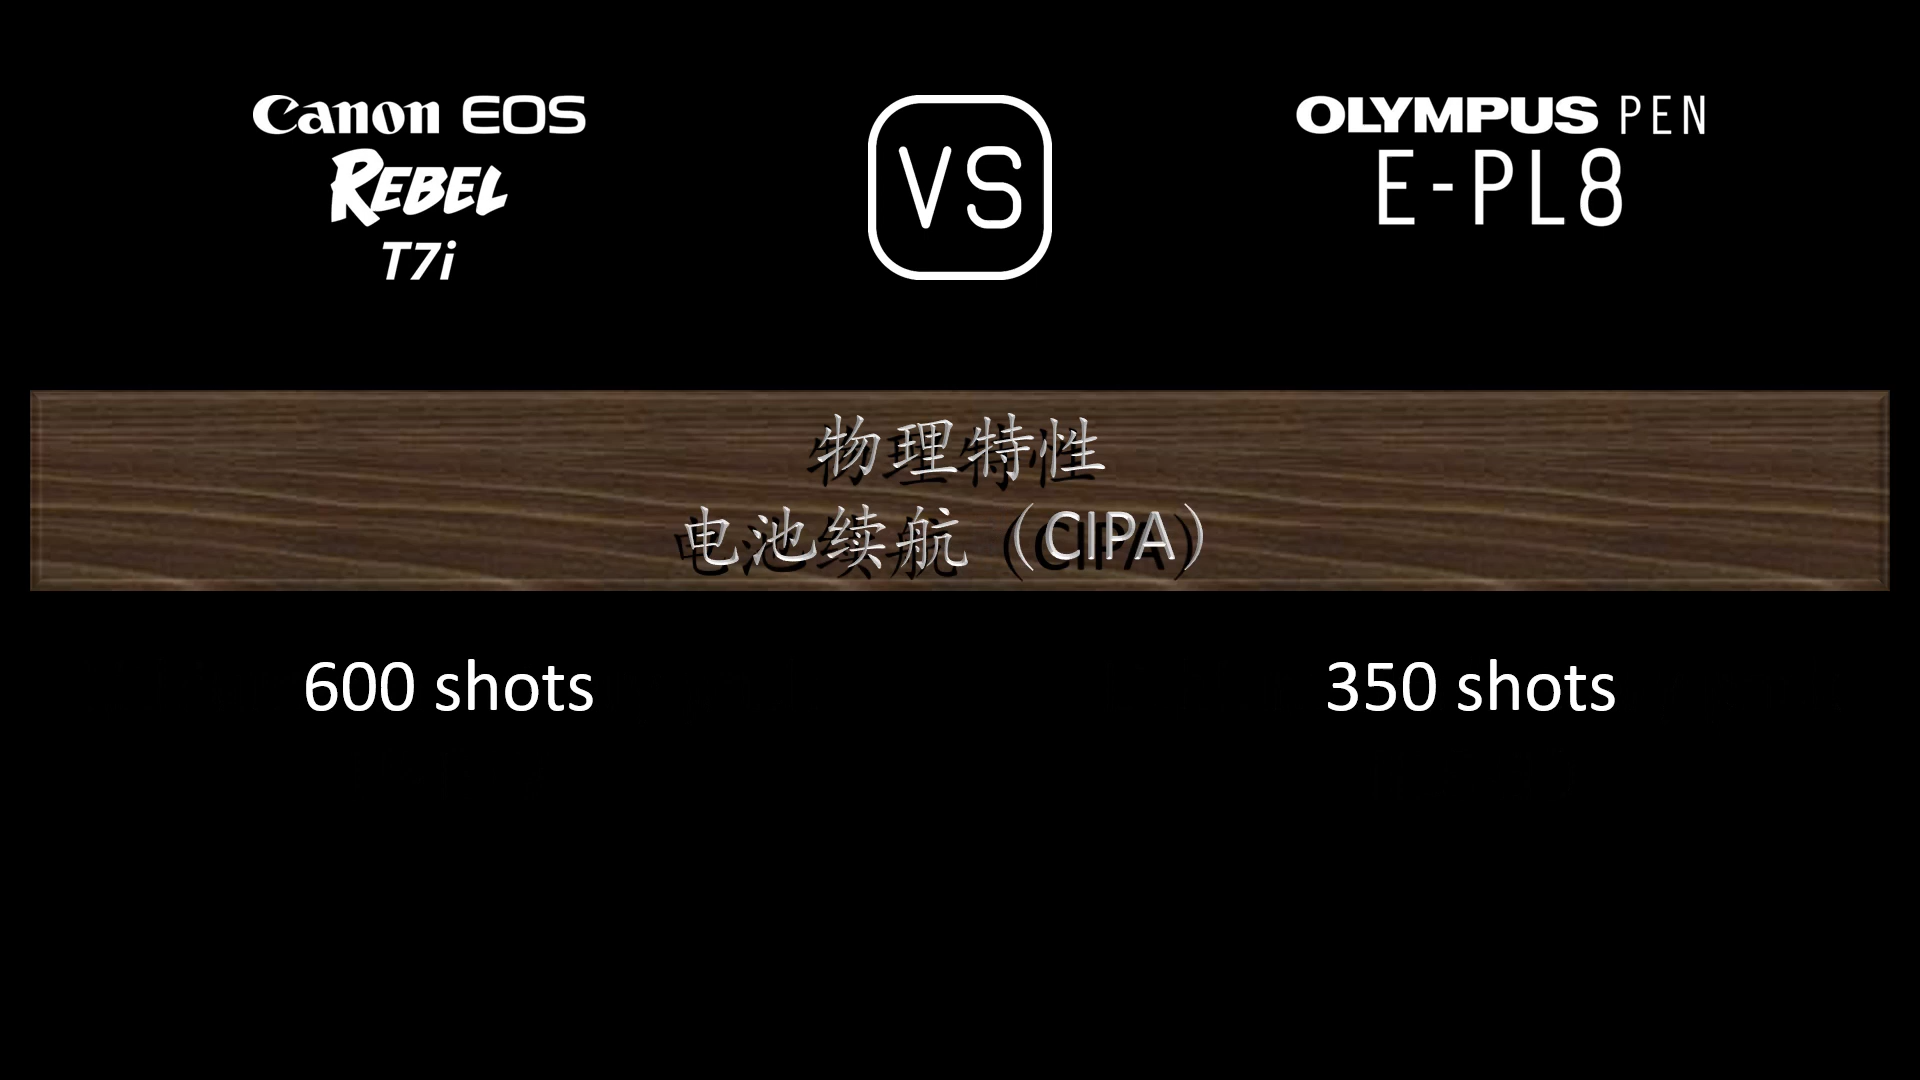 Canon EOS
REBEL
T7i
VS
OLYMPUS PEN
E-PL8
物理特性
电池续航（CIPA）
600 shots
350 shots